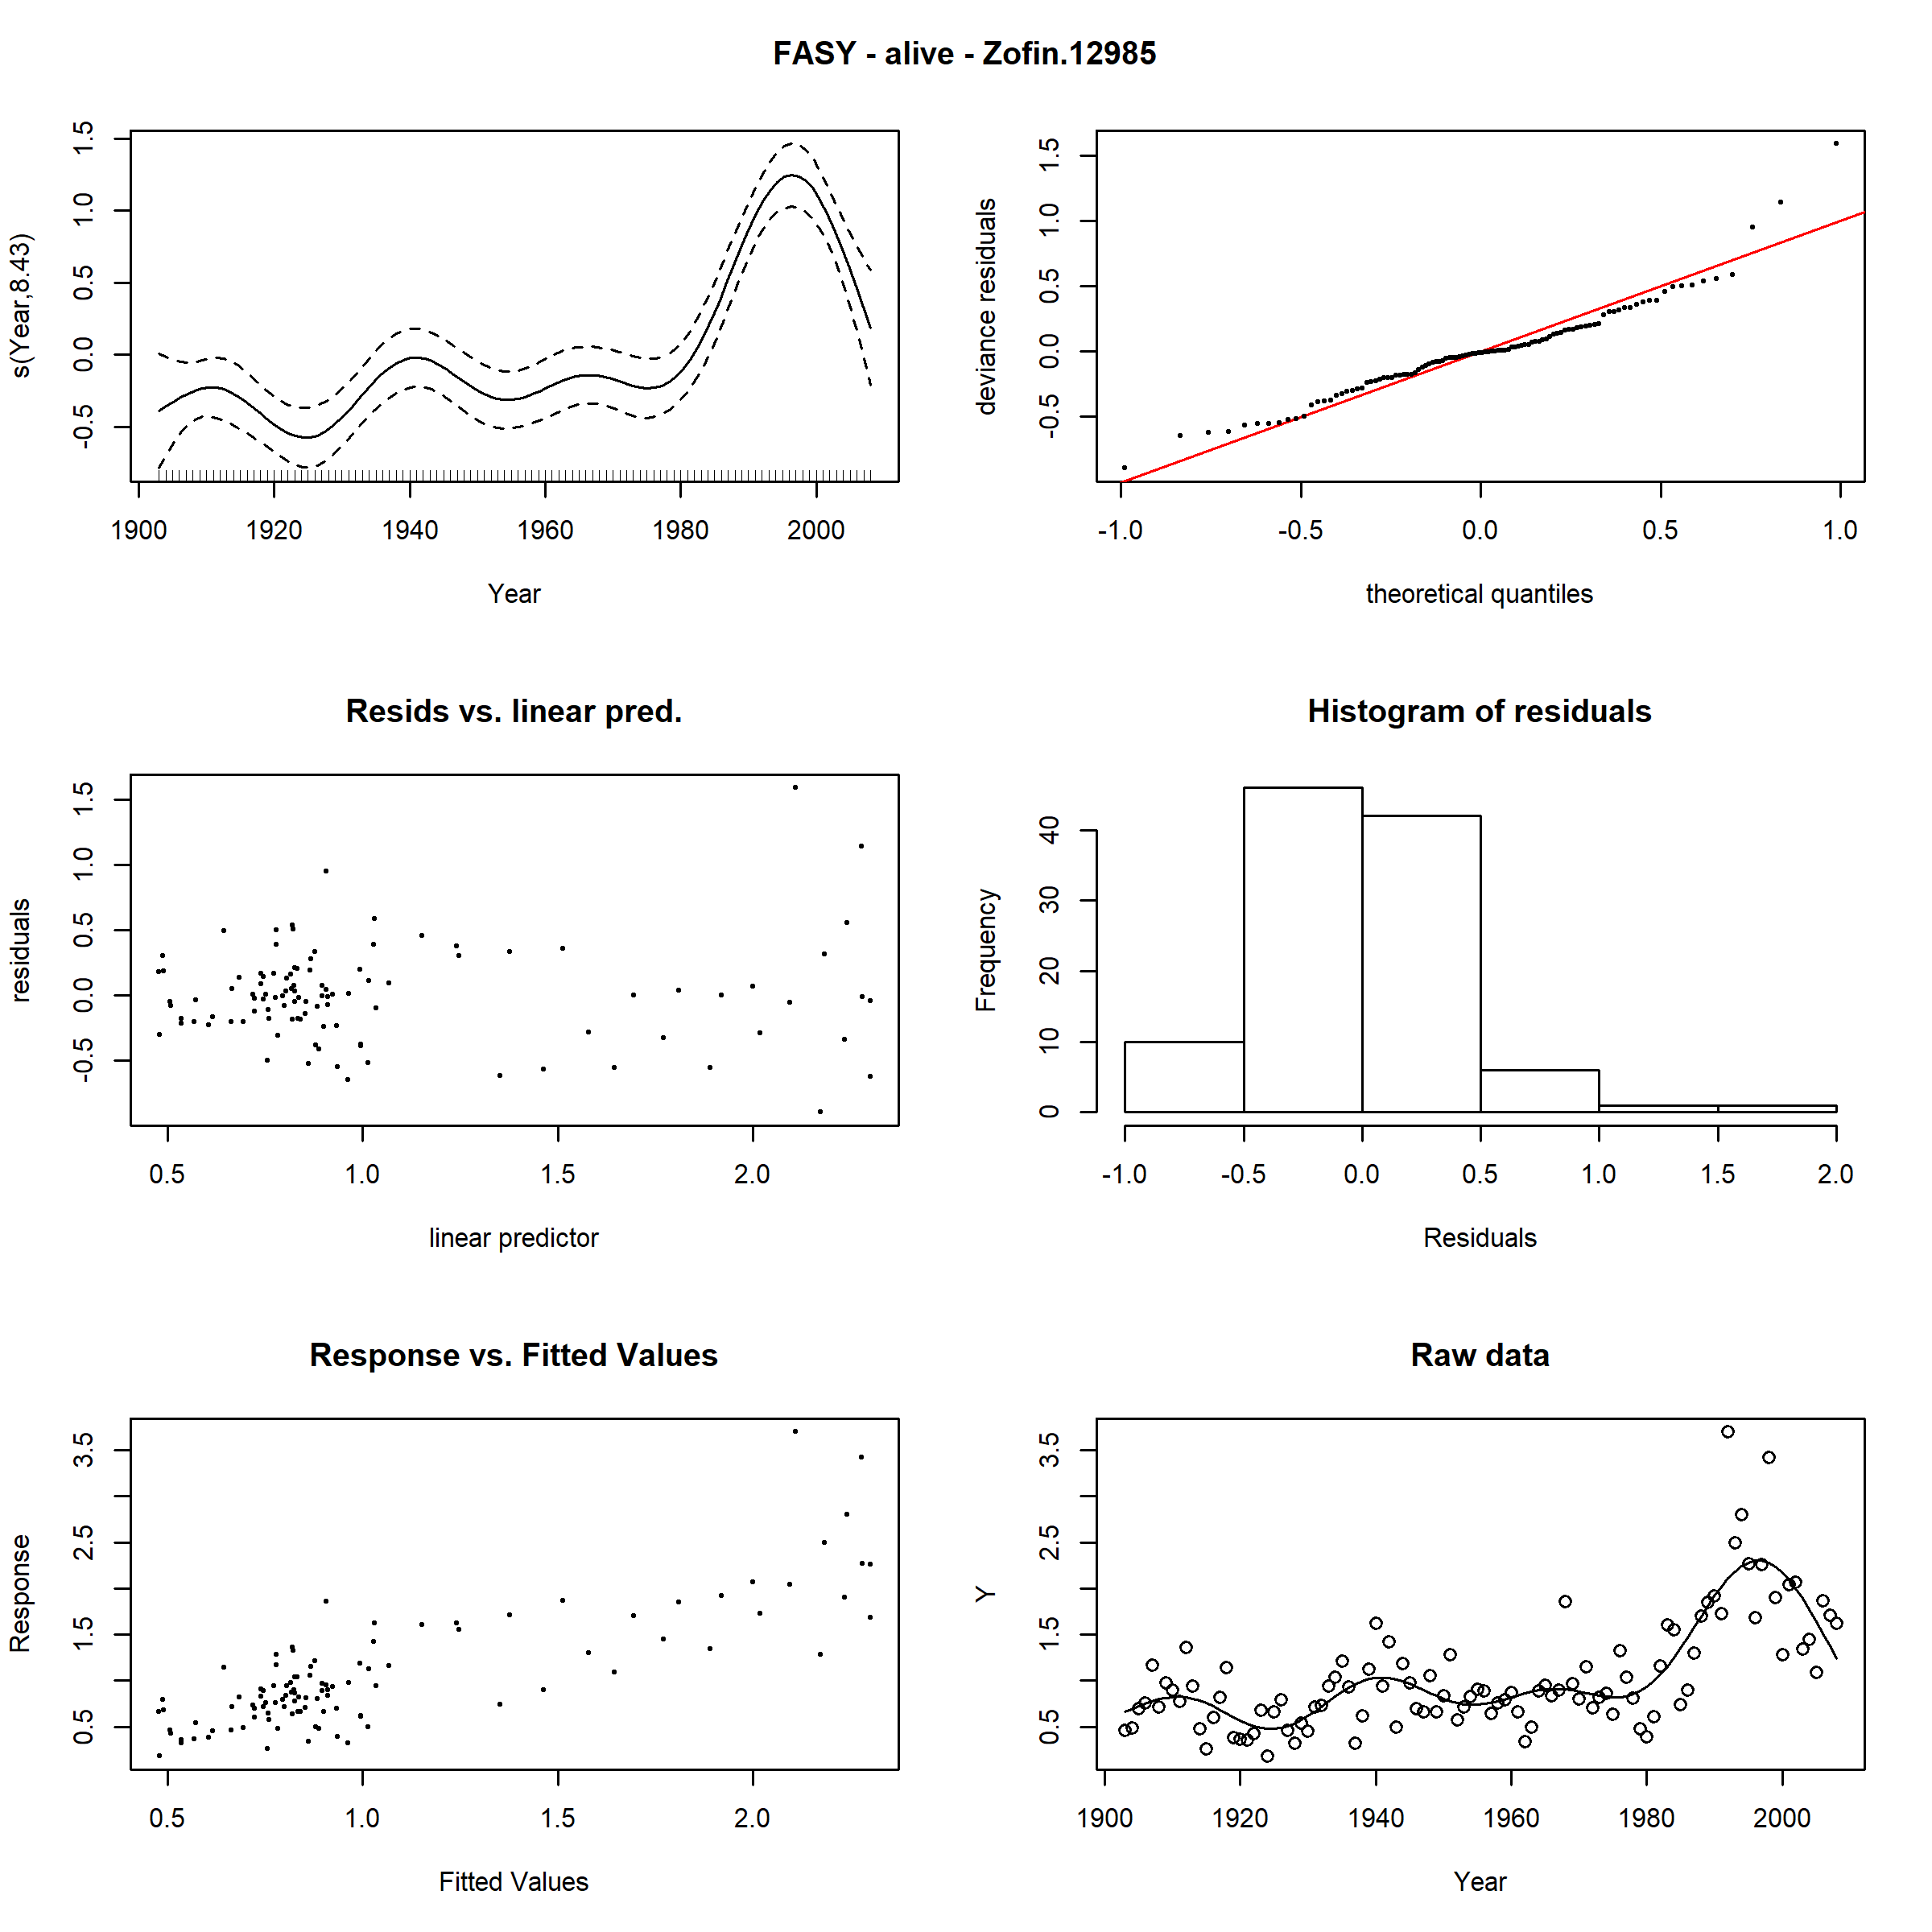 FASY - alive - Zofin.12985
s(Year,8.43)
-0.5 0.0 0.5 1.0 1.5
1900 1920 1940 1960 1980 2000
Year
deviance residuals
-0.5 0.0 0.5 1.0 1.5
-1.0 -0.5 0.0 0.5 1.0
theoretical quantiles
Resids vs. linear pred.
residuals
-0.5 0.0 0.5 1.0 1.5
0.5 1.0 1.5 2.0
linear predictor
Histogram of residuals
Frequency
0 10 20 30 40
-1.0 -0.5 0.0 0.5 1.0 1.5 2.0
Residuals
Response vs. Fitted Values
Response
0.5 1.5 2.5 3.5
0.5 1.0 1.5 2.0
Fitted Values
Raw data
Y
0.5 1.5 2.5 3.5
1900 1920 1940 1960 1980 2000
Year